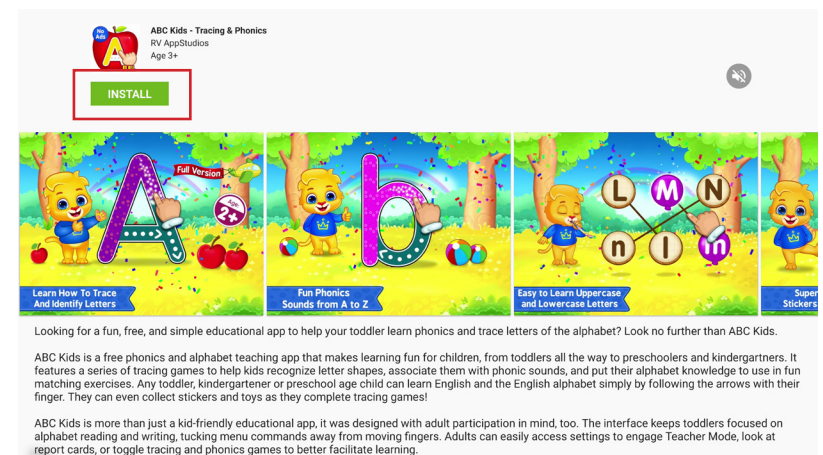 No
Ads
A
ABC Kids - Tracing & Phonics
RV AppStudios
Age 3+
INSTALL
A
Full Version
Age:
2+
Learn How To Trace
And Identify Letters
b
Fun Phonics
Sounds from A to Z
L M N
n l m
Easy to Learn Uppercase
and Lowercase Letters
Super
Stickers
Looking for a fun, free, and simple educational app to help your toddler learn phonics and trace letters of the alphabet? Look no further than ABC Kids.
ABC Kids is a free phonics and alphabet teaching app that makes learning fun for children, from toddlers all the way to preschoolers and kindergartners. It
features a series of tracing games to help kids recognize letter shapes, associate them with phonic sounds, and put their alphabet knowledge to use in fun
matching exercises. Any toddler, kindergartener or preschool age child can learn English and the English alphabet simply by following the arrows with their
finger. They can even collect stickers and toys as they complete tracing games!
ABC Kids is more than just a kid-friendly educational app, it was designed with adult participation in mind, too. The interface keeps toddlers focused on
alphabet reading and writing, tucking menu commands away from moving fingers. Adults can easily access settings to engage Teacher Mode, look at
report cards, or toggle tracing and phonics games to better facilitate learning.